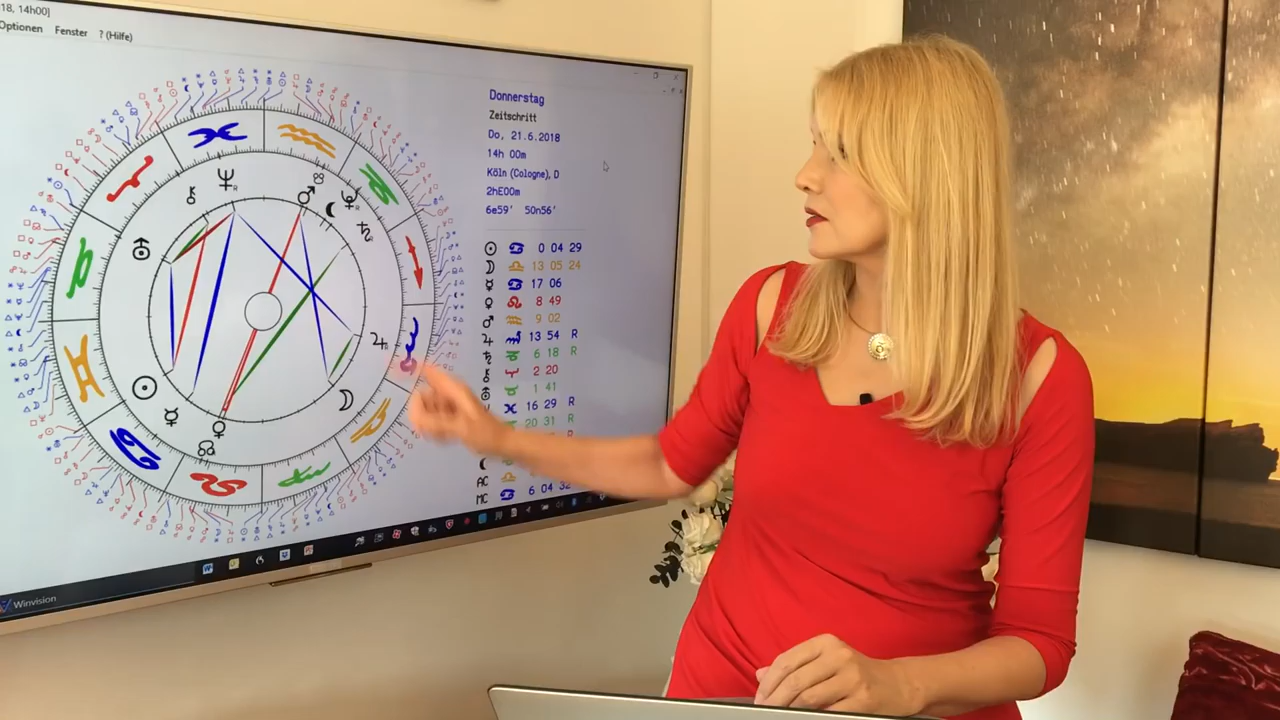 18, 14h00]
Optionen Fenster ? (Hilfe)
Donnerstag
Zeitschritt
Do, 21.6.2018
14h 00m
Köln (Cologne), D
2hE00m
6e59' 50n56'
☉ ♋ 0 04 29
☽ ♎ 13 05 24
☿ ♋ 17 06
♀ ♌ 8 49
♂ ♒ 9 02
♃ ♏ 13 54 R
♄ ♑ 6 18 R
⚷ ♈ 2 20
⛢ ♉ 1 41
♓ 16 29 R
20 31 R
R
AC ♎
MC ♋ 6 04 32
Winvision